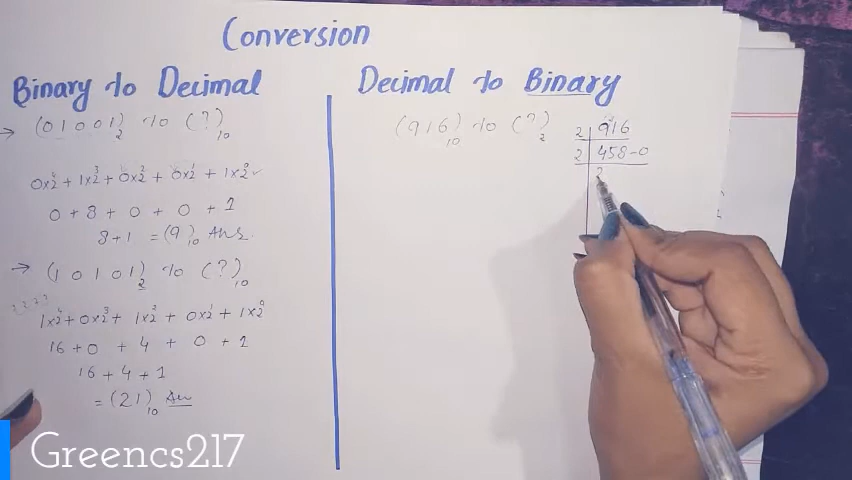 Conversion
Binary to Decimal
→ (01001)₂ to (?)₁₀
0x2⁴ + 1x2³ + 0x2² + 0x2¹ + 1x2⁰
0 + 8 + 0 + 0 + 1
8+1 = (9)₁₀ Ans.
→ (10101)₂ to (?)₁₀
1x2⁴ + 0x2³ + 1x2² + 0x2¹ + 1x2⁰
16 + 0 + 4 + 0 + 1
16 + 4 + 1
= (21)₁₀ Ans
Decimal to Binary
(916)₁₀ to (?)₂
2 916
2 458-0
2
Greencs217